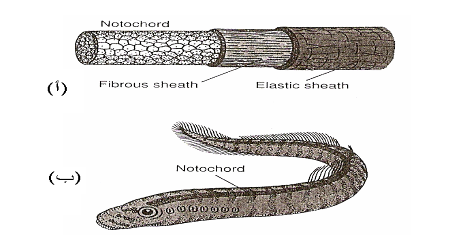 Notochord
(أ)
Fibrous sheath
Elastic sheath
(ب)
Notochord